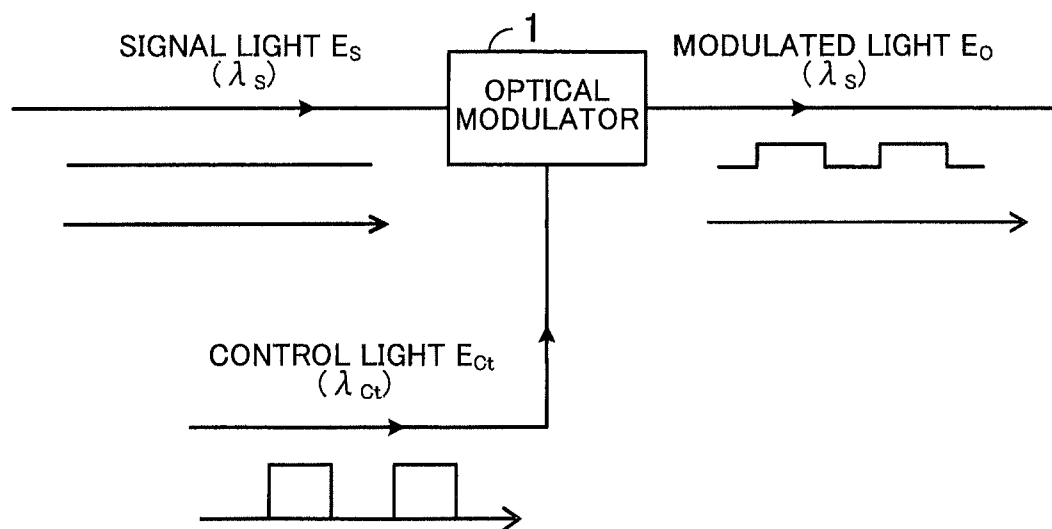 1
SIGNAL LIGHT ES
(λS)
OPTICAL
MODULATOR
MODULATED LIGHT EO
(λS)
CONTROL LIGHT ECt
(λCt)